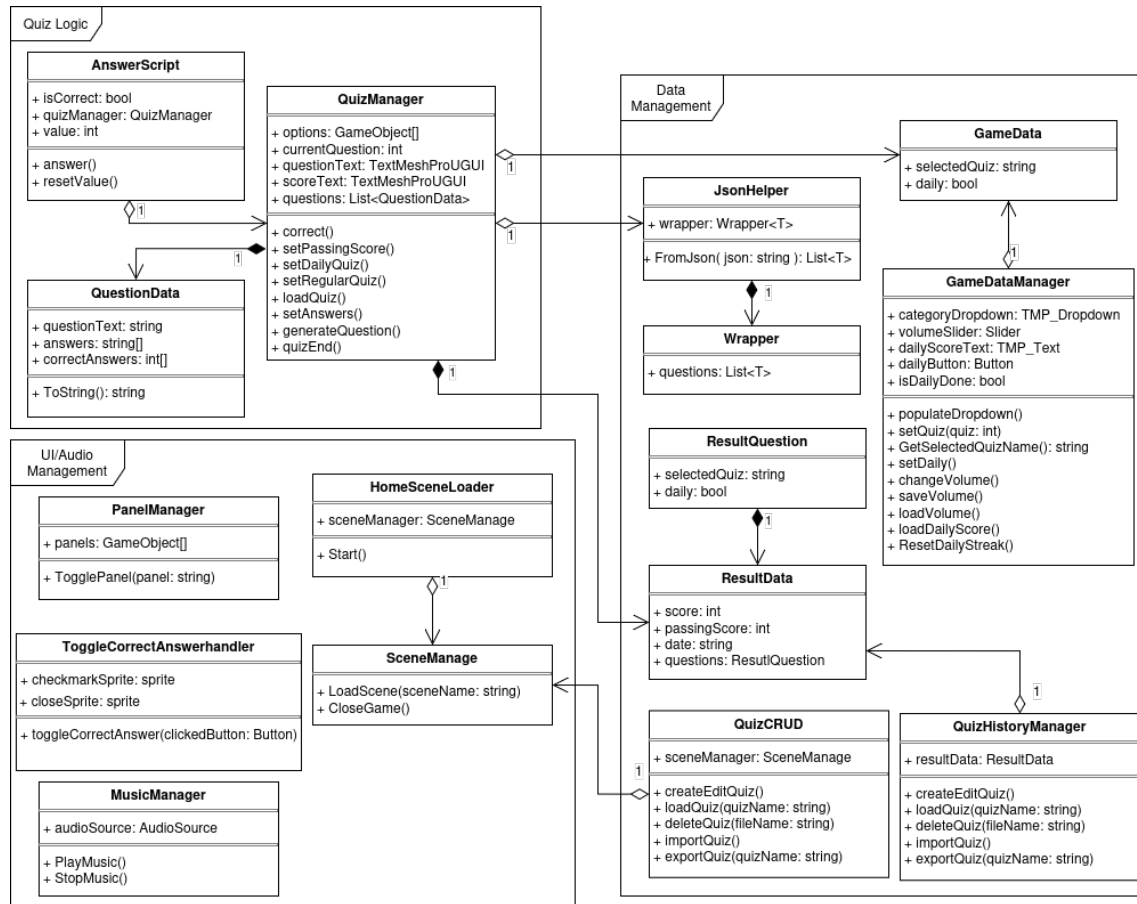 Quiz Logic
AnswerScript
+ isCorrect: bool
+ quizManager: QuizManager
+ value: int
+ answer()
+ resetValue()
1
QuizManager
+ options: GameObject[]
+ currentQuestion: int
+ questionText: TextMeshProUGUI
+ scoreText: TextMeshProUGUI
+ questions: List<QuestionData>
+ correct()
+ setPassingScore()
+ setDailyQuiz()
+ setRegularQuiz()
+ loadQuiz()
+ setAnswers()
+ generateQuestion()
+ quizEnd()
1
1
1
1
QuestionData
+ questionText: string
+ answers: string[]
+ correctAnswers: int[]
+ ToString(): string
Data
Management
GameData
+ selectedQuiz: string
+ daily: bool
JsonHelper
+ wrapper: Wrapper<T>
+ FromJson( json: string ): List<T>
1
1
GameDataManager
+ categoryDropdown: TMP_Dropdown
+ volumeSlider: Slider
+ dailyScoreText: TMP_Text
+ dailyButton: Button
+ isDailyDone: bool
+ populateDropdown()
+ setQuiz(quiz: int)
+ GetSelectedQuizName(): string
+ setDaily()
+ changeVolume()
+ saveVolume()
+ loadVolume()
+ loadDailyScore()
+ ResetDailyStreak()
Wrapper
+ questions: List<T>
ResultQuestion
+ selectedQuiz: string
+ daily: bool
1
ResultData
+ score: int
+ passingScore: int
+ date: string
+ questions: ResutlQuestion
1
QuizCRUD
+ sceneManager: SceneManage
+ createEditQuiz()
+ loadQuiz(quizName: string)
+ deleteQuiz(fileName: string)
+ importQuiz()
+ exportQuiz(quizName: string)
1
QuizHistoryManager
+ resultData: ResultData
+ createEditQuiz()
+ loadQuiz(quizName: string)
+ deleteQuiz(fileName: string)
+ importQuiz()
+ exportQuiz(quizName: string)
UI/Audio
Management
PanelManager
+ panels: GameObject[]
+ TogglePanel(panel: string)
HomeSceneLoader
+ sceneManager: SceneManage
+ Start()
1
ToggleCorrectAnswerhandler
+ checkmarkSprite: sprite
+ closeSprite: sprite
+ toggleCorrectAnswer(clickedButton: Button)
SceneManage
+ LoadScene(sceneName: string)
+ CloseGame()
MusicManager
+ audioSource: AudioSource
+ PlayMusic()
+ StopMusic()